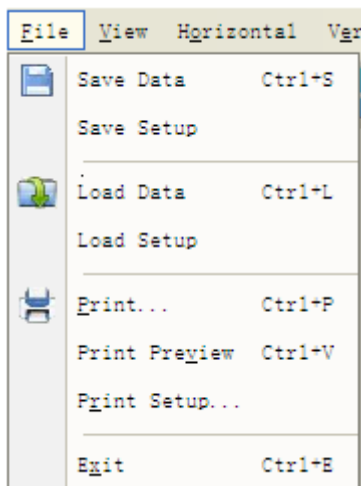 File View Horizontal Ver
Save Data Ctrl+S
Save Setup
Load Data Ctrl+L
Load Setup
Print... Ctrl+P
Print Preview Ctrl+V
Print Setup...
Exit Ctrl+E